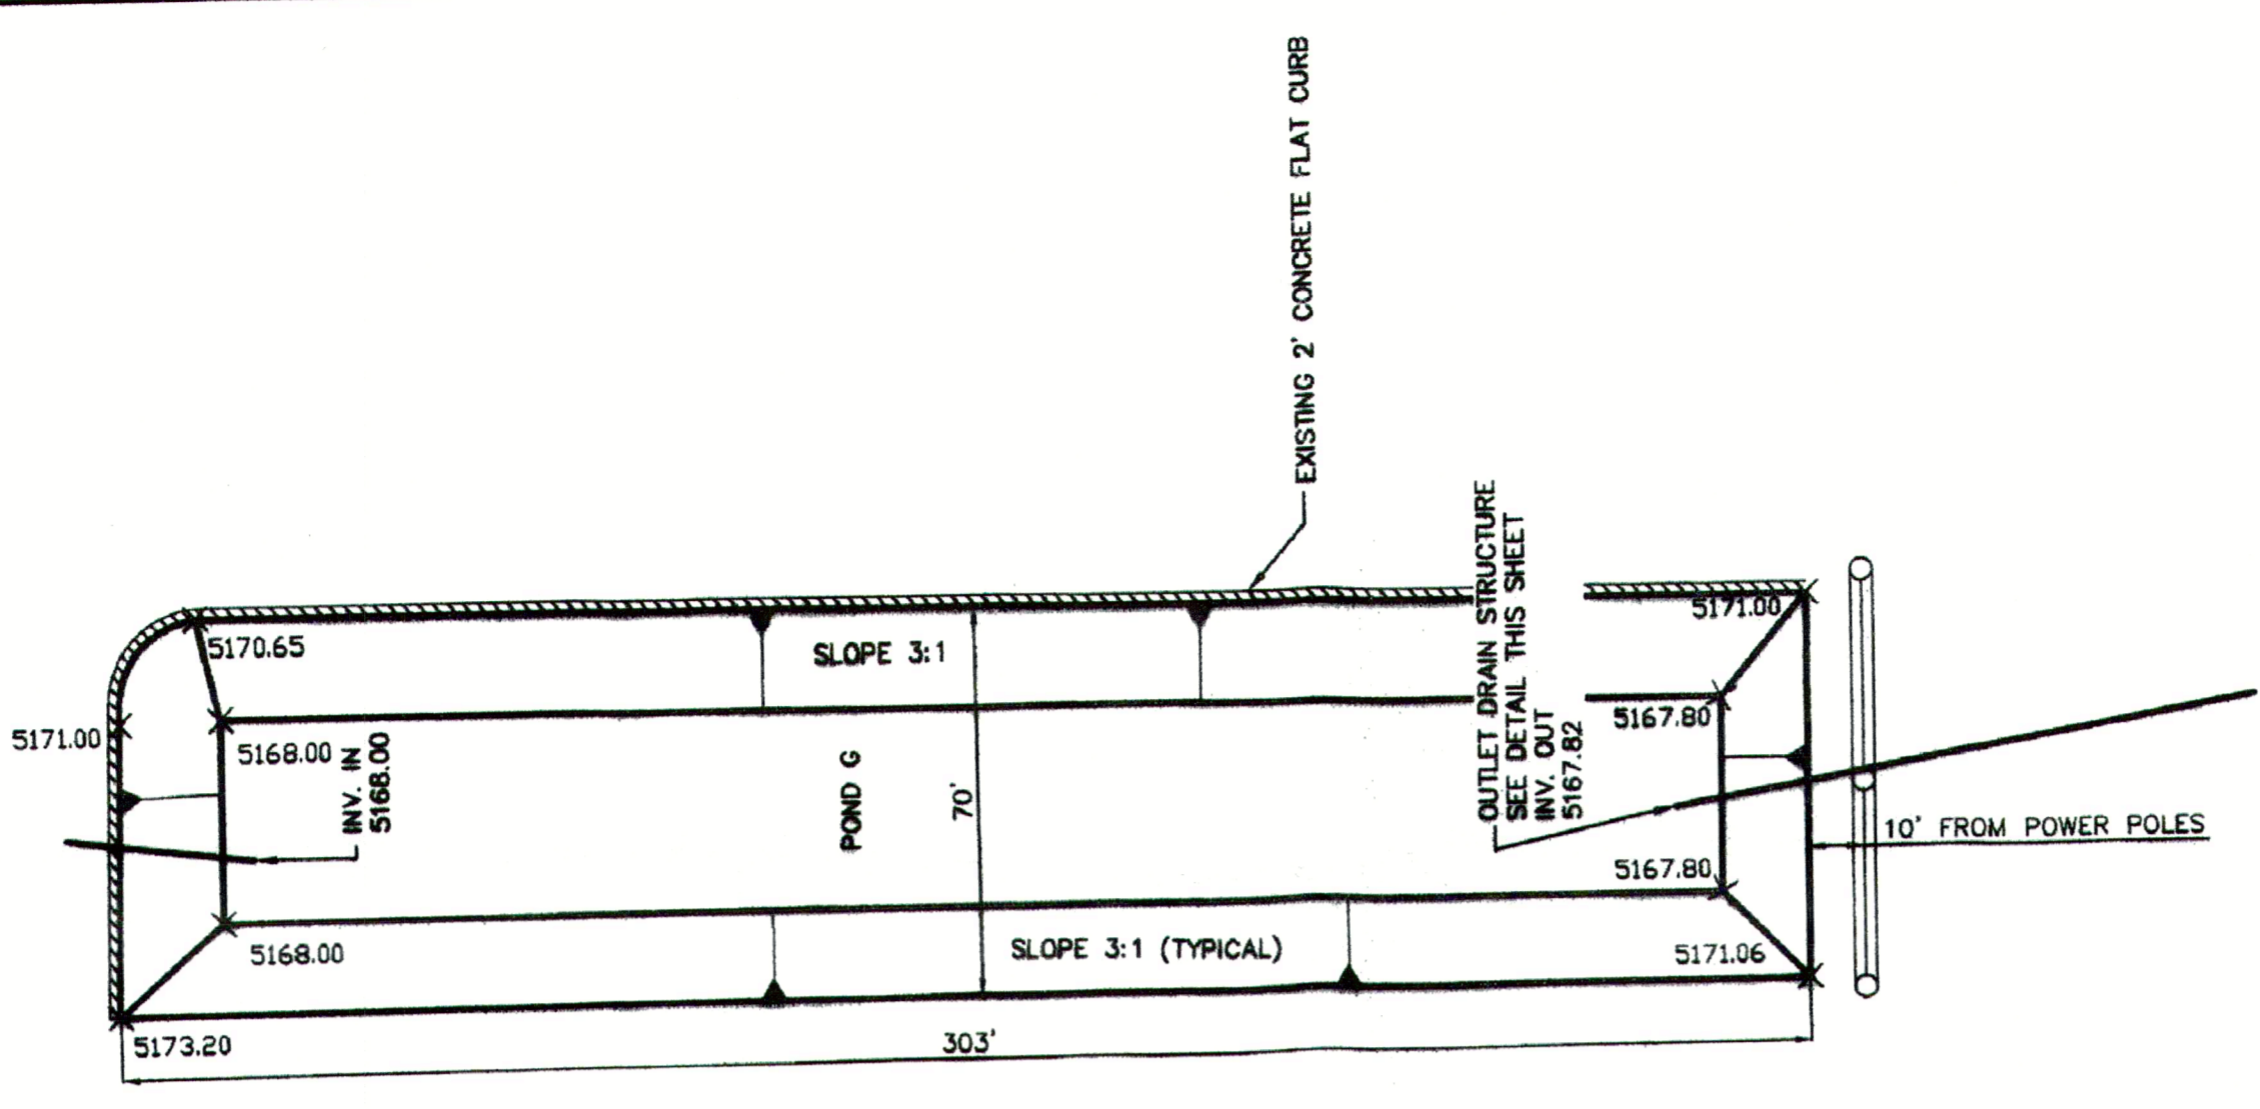 EXISTING 2' CONCRETE FLAT CURB
OUTLET DRAIN STRUCTURE
SEE DETAIL THIS SHEET
INV. OUT
5167.82
5171.00
5170.65
SLOPE 3:1
5171.00
5168.00
INV. IN
5168.00
POND G
70'
5167.80
10' FROM POWER POLES
5167.80
5168.00
SLOPE 3:1 (TYPICAL)
5171.06
5173.20
303'